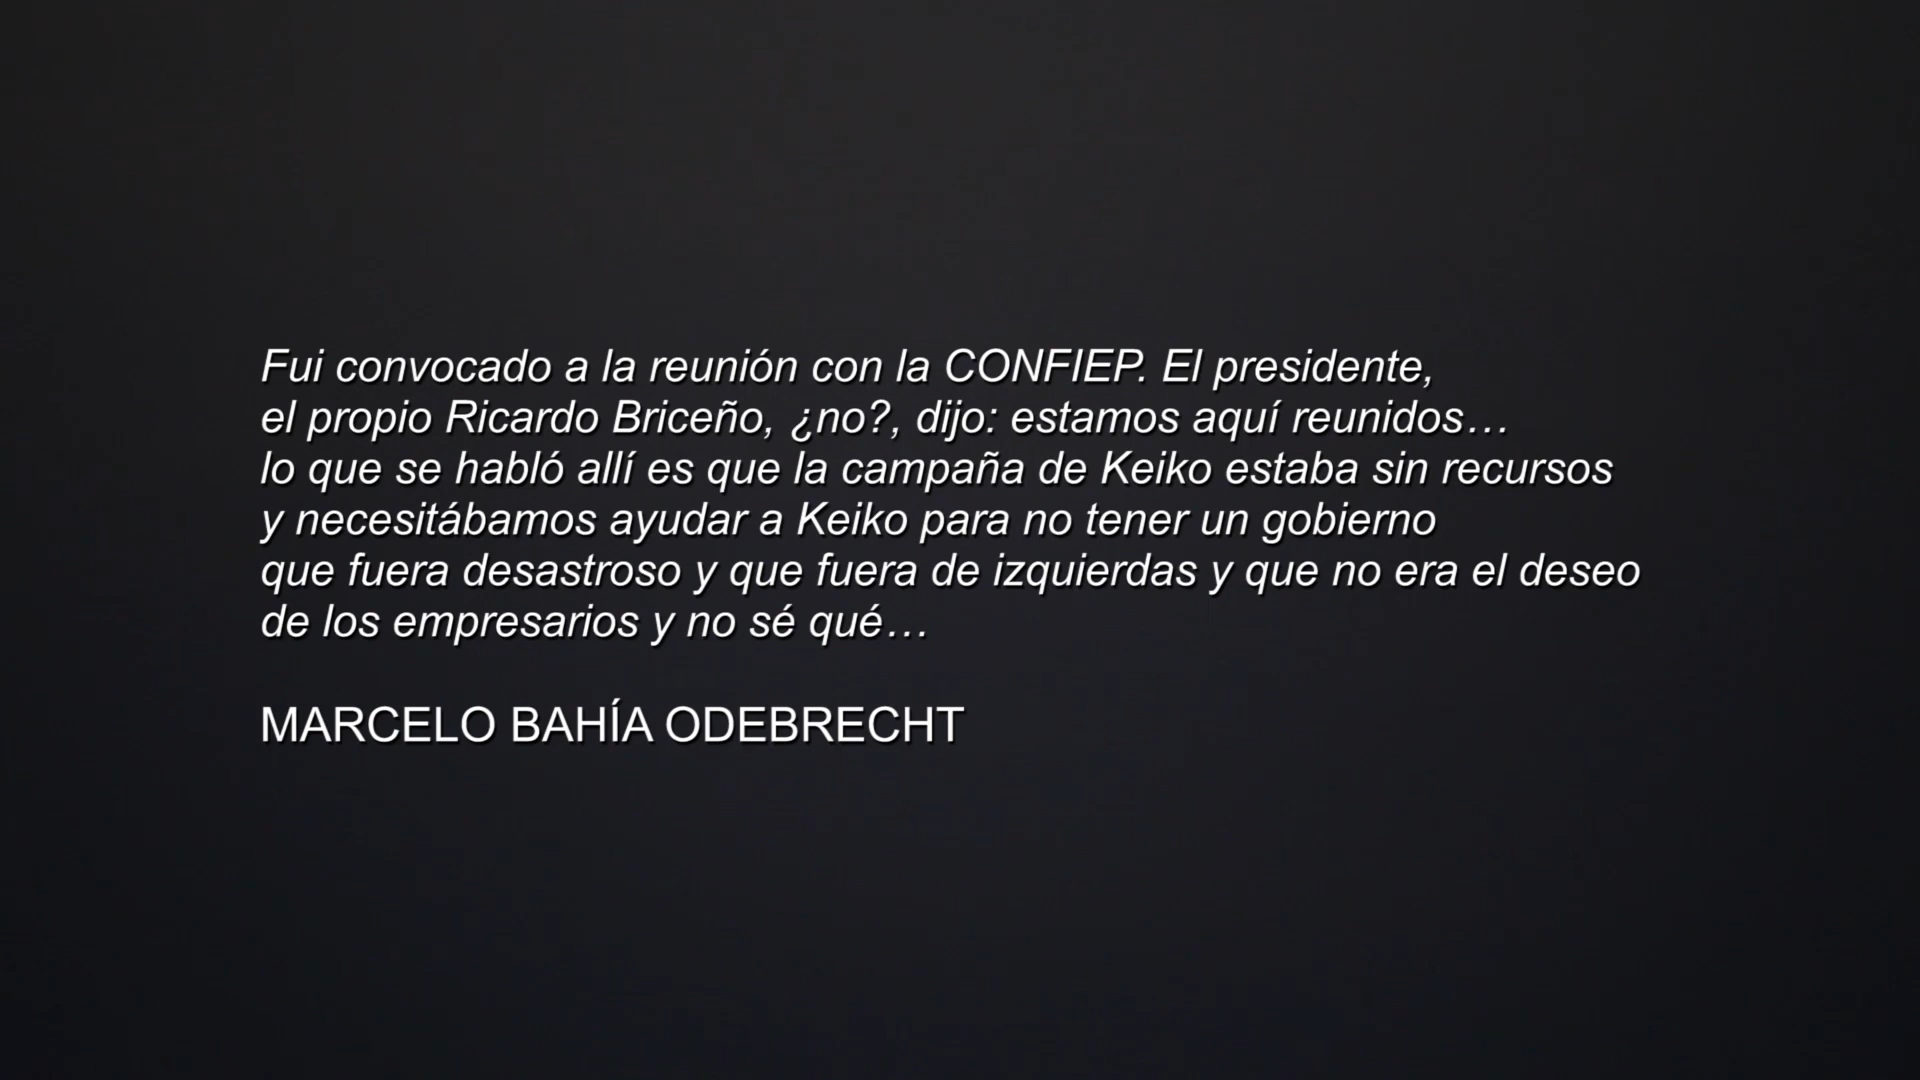 Fui convocado a la reunión con la CONFIEP. El presidente,
el propio Ricardo Briceño, ¿no?, dijo: estamos aquí reunidos…
lo que se habló allí es que la campaña de Keiko estaba sin recursos
y necesitábamos ayudar a Keiko para no tener un gobierno
que fuera desastroso y que fuera de izquierdas y que no era el deseo
de los empresarios y no sé qué…
MARCELO BAHÍA ODEBRECHT